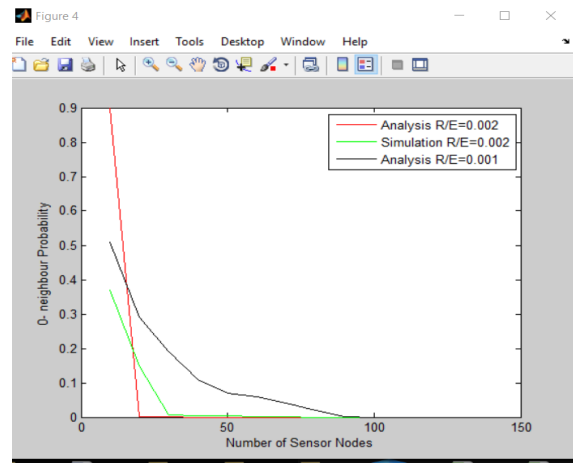 Figure 4
File Edit View Insert Tools Desktop Window Help
0.9
0.8
0.7
0.6
0.5
0.4
0.3
0.2
0.1
0
0- neighbour Probability
Analysis R/E=0.002
Simulation R/E=0.002
Analysis R/E=0.001
0 50 100 150
Number of Sensor Nodes